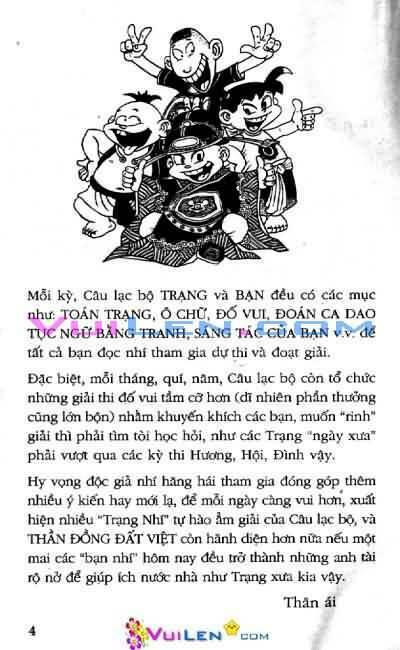 Mỗi kỳ, Câu lạc bộ TRẠNG và BẠN đều có các mục
như: TOÁN TRẠNG, Ô CHỮ, ĐỐ VUI, ĐOÁN CA DAO
TỤC NGỮ BẰNG TRANH, SÁNG TÁC CỦA BẠN v.v. để
tất cả bạn đọc nhí tham gia dự thi và đoạt giải.
VuiLen.com
Đặc biệt, mỗi tháng, quí, năm, Câu lạc bộ còn tổ chức
những giải thi đố vui tầm cỡ hơn (dĩ nhiên phần thưởng
cũng lớn bộn) nhằm khuyến khích các bạn, muốn "rinh"
giải thì phải tìm tòi học hỏi, như các Trạng "ngày xưa"
phải vượt qua các kỳ thi Hương, Hội, Đình vậy.
Hy vọng độc giả nhí hăng hái tham gia đóng góp thêm
nhiều ý kiến hay mới lạ, để mỗi ngày càng vui hơn, xuất
hiện nhiều "Trạng Nhí" tự hào ẵm giải của Câu lạc bộ, và
THẦN ĐỒNG ĐẤT VIỆT còn hãnh diện hơn nữa nếu một
mai các "bạn nhí" hôm nay đều trở thành những anh tài
rộ nở để giúp ích nước nhà như Trạng xưa kia vậy.
Thân ái
4
VuiLen.com